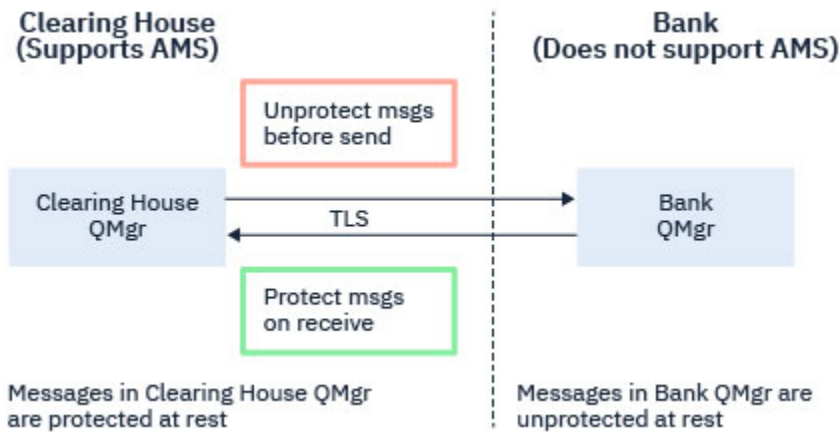 Clearing House
(Supports AMS)
Bank
(Does not support AMS)
Unprotect msgs
before send
Clearing House
QMgr
TLS
Bank
QMgr
Protect msgs
on receive
Messages in Clearing House QMgr
are protected at rest
Messages in Bank QMgr are
unprotected at rest